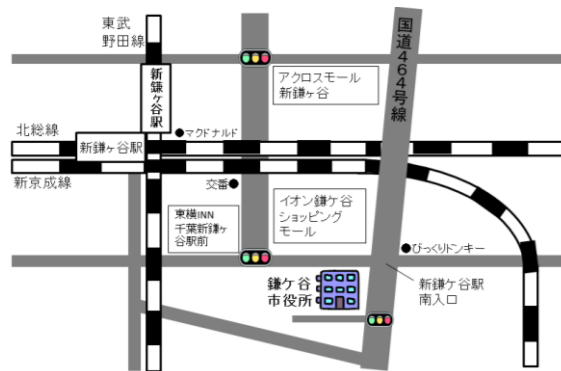 東武
野田線
国道464号線
新鎌ヶ谷駅
アクロスモール
新鎌ヶ谷
北総線
新鎌ヶ谷駅
マクドナルド
新京成線
交番
東横INN
千葉新鎌ヶ
谷駅前
イオン鎌ケ谷
ショッピング
モール
びっくりドンキー
鎌ケ谷
市役所
新鎌ケ谷駅
南入口